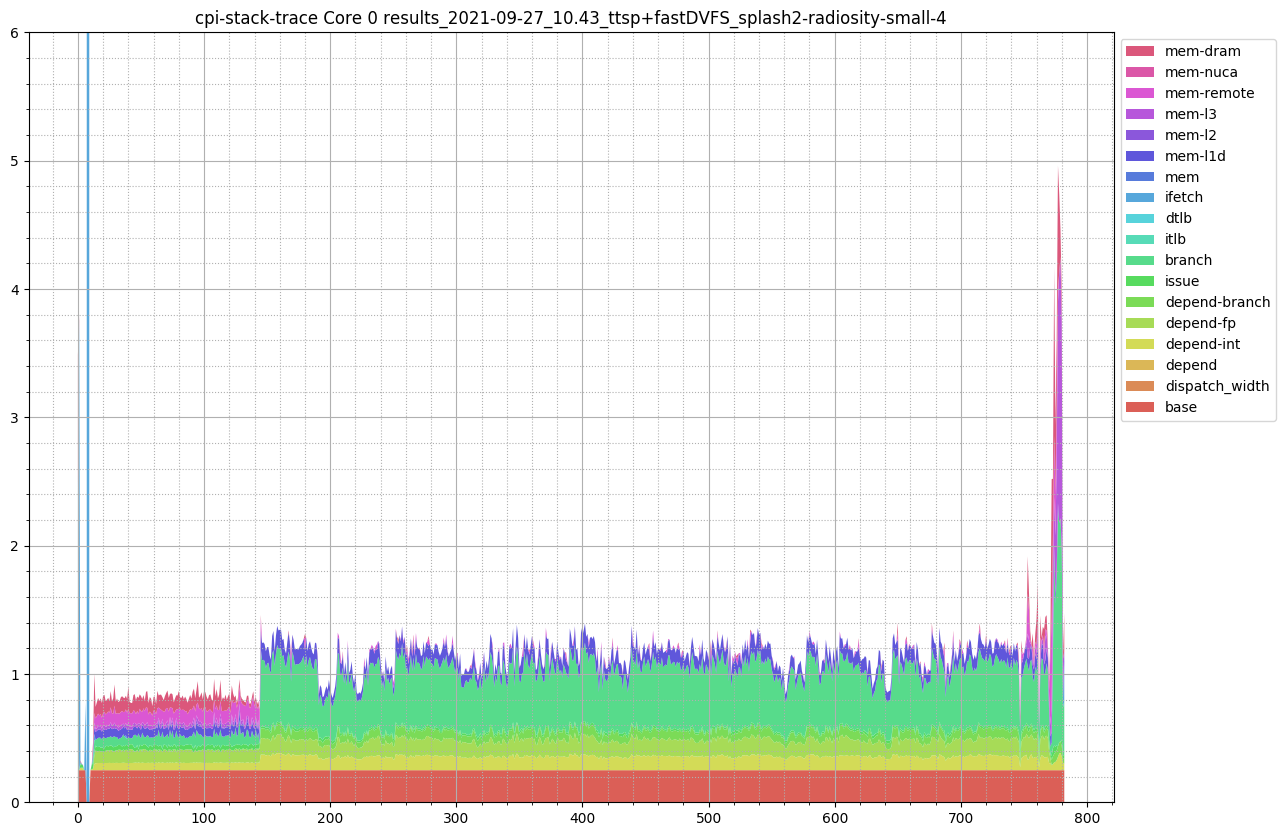 cpi-stack-trace Core 0 results_2021-09-27_10.43_ttsp+fastDVFS_splash2-radiosity-small-4
6
5
4
3
2
1
0
0 100 200 300 400 500 600 700 800
mem-dram
mem-nuca
mem-remote
mem-l3
mem-l2
mem-l1d
mem
ifetch
dtlb
itlb
branch
issue
depend-branch
depend-fp
depend-int
depend
dispatch_width
base